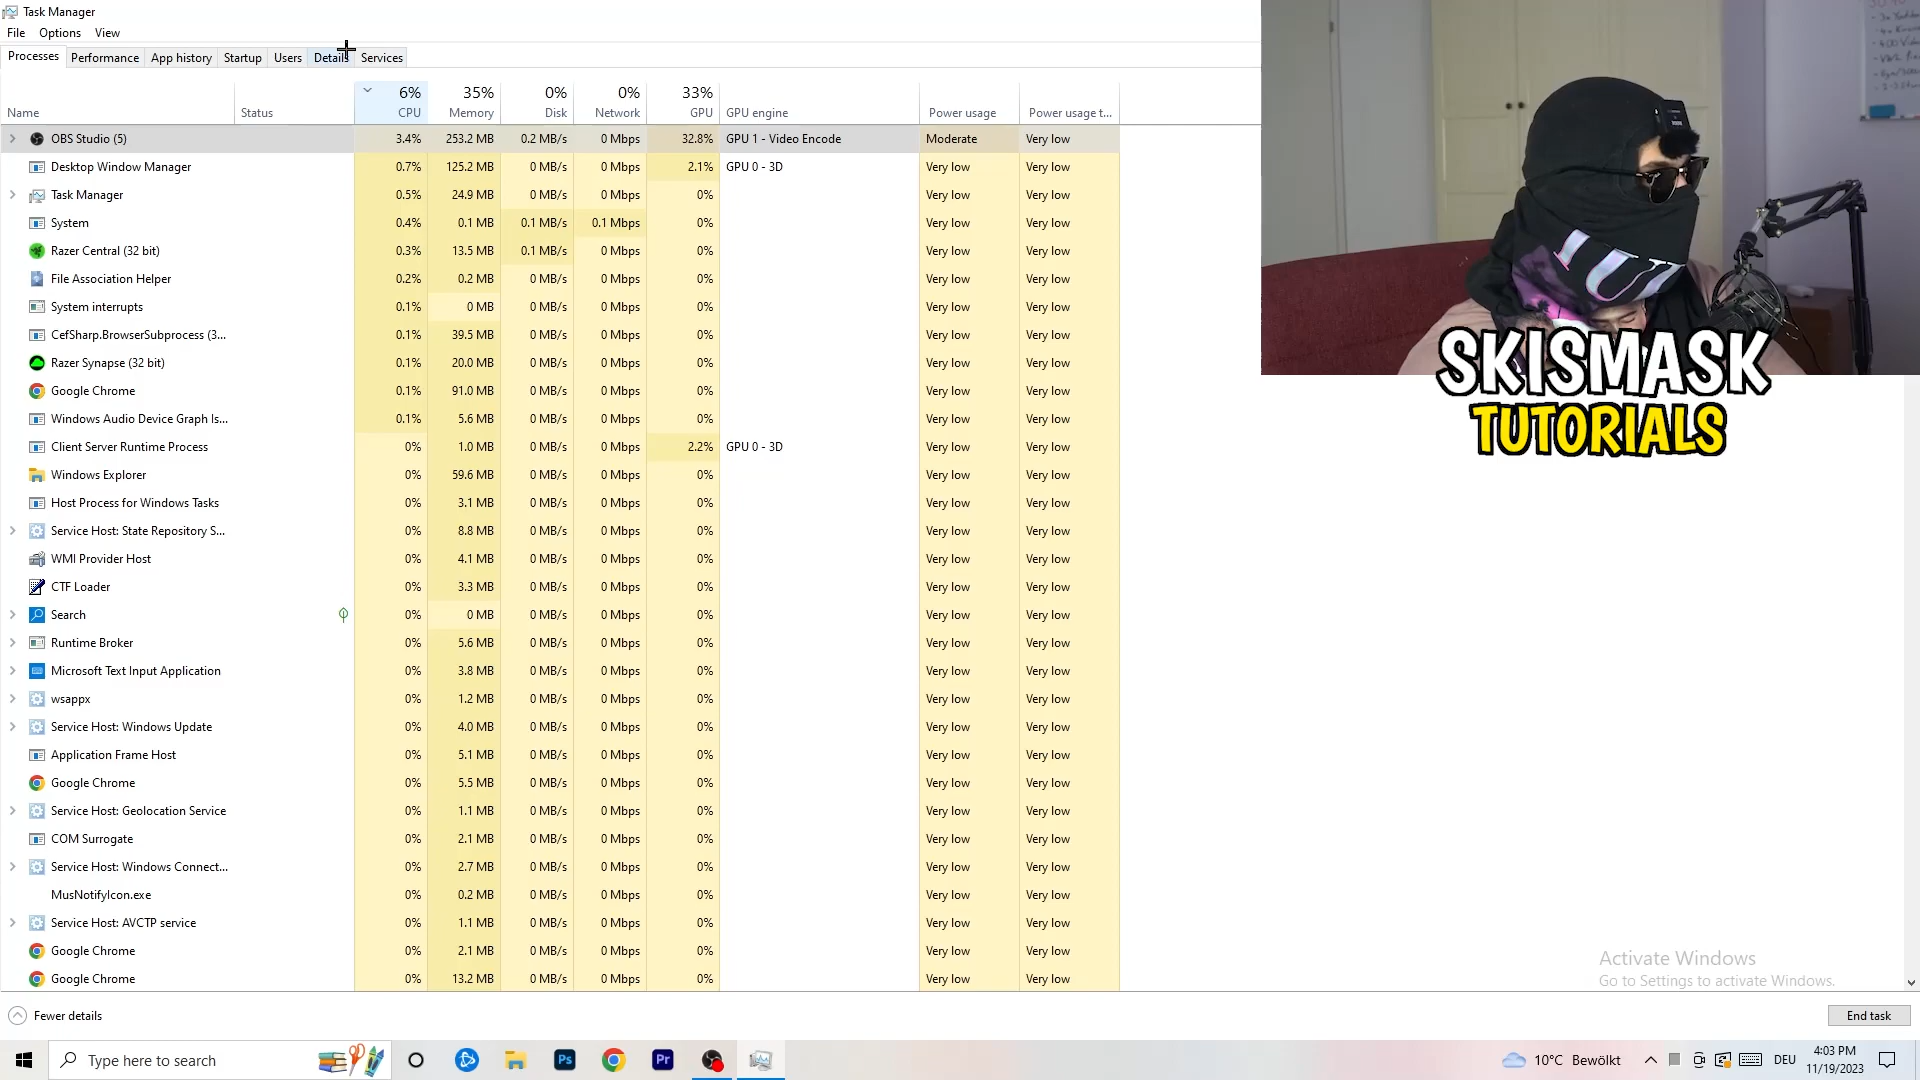 Task Manager
File Options View
Processes Performance App history Startup Users Details Services
6% 35% 0% 0% 33%
Name Status CPU Memory Disk Network GPU GPU engine Power usage Power usage t...
OBS Studio (5) 3.4% 253.2 MB 0.2 MB/s 0 Mbps 32.8% GPU 1 - Video Encode Moderate Very low
Desktop Window Manager 0.7% 125.2 MB 0 MB/s 0 Mbps 2.1% GPU 0 - 3D Very low Very low
Task Manager 0.5% 24.9 MB 0 MB/s 0 Mbps 0% Very low Very low
System 0.4% 0.1 MB 0.1 MB/s 0.1 Mbps 0% Very low Very low
Razer Central (32 bit) 0.3% 13.5 MB 0.1 MB/s 0 Mbps 0% Very low Very low
File Association Helper 0.2% 0.2 MB 0 MB/s 0 Mbps 0% Very low Very low
System interrupts 0.1% 0 MB 0 MB/s 0 Mbps 0% Very low Very low
CefSharp.BrowserSubprocess (3... 0.1% 39.5 MB 0 MB/s 0 Mbps 0% Very low Very low
Razer Synapse (32 bit) 0.1% 20.0 MB 0 MB/s 0 Mbps 0% Very low Very low
Google Chrome 0.1% 91.0 MB 0 MB/s 0 Mbps 0% Very low Very low
Windows Audio Device Graph Is... 0.1% 5.6 MB 0 MB/s 0 Mbps 0% Very low Very low
Client Server Runtime Process 0% 1.0 MB 0 MB/s 0 Mbps 2.2% GPU 0 - 3D Very low Very low
Windows Explorer 0% 59.6 MB 0 MB/s 0 Mbps 0% Very low Very low
Host Process for Windows Tasks 0% 3.1 MB 0 MB/s 0 Mbps 0% Very low Very low
Service Host: State Repository S... 0% 8.8 MB 0 MB/s 0 Mbps 0% Very low Very low
WMI Provider Host 0% 4.1 MB 0 MB/s 0 Mbps 0% Very low Very low
CTF Loader 0% 3.3 MB 0 MB/s 0 Mbps 0% Very low Very low
Search 0% 0 MB 0 MB/s 0 Mbps 0% Very low Very low
Runtime Broker 0% 5.6 MB 0 MB/s 0 Mbps 0% Very low Very low
Microsoft Text Input Application 0% 3.8 MB 0 MB/s 0 Mbps 0% Very low Very low
wsappx 0% 1.2 MB 0 MB/s 0 Mbps 0% Very low Very low
Service Host: Windows Update 0% 4.0 MB 0 MB/s 0 Mbps 0% Very low Very low
Application Frame Host 0% 5.1 MB 0 MB/s 0 Mbps 0% Very low Very low
Google Chrome 0% 5.5 MB 0 MB/s 0 Mbps 0% Very low Very low
Service Host: Geolocation Service 0% 1.1 MB 0 MB/s 0 Mbps 0% Very low Very low
COM Surrogate 0% 2.1 MB 0 MB/s 0 Mbps 0% Very low Very low
Service Host: Windows Connect... 0% 2.7 MB 0 MB/s 0 Mbps 0% Very low Very low
MusNotifyIcon.exe 0% 0.2 MB 0 MB/s 0 Mbps 0% Very low Very low
Service Host: AVCTP service 0% 1.1 MB 0 MB/s 0 Mbps 0% Very low Very low
Google Chrome 0% 2.1 MB 0 MB/s 0 Mbps 0% Very low Very low
Google Chrome 0% 13.2 MB 0 MB/s 0 Mbps 0% Very low Very low
SKISMASK
TUTORIALS
Activate Windows
Go to Settings to activate Windows.
Fewer details End task
Type here to search Ps Pr 10°C Bewölkt DEU 4:03 PM
11/19/2023